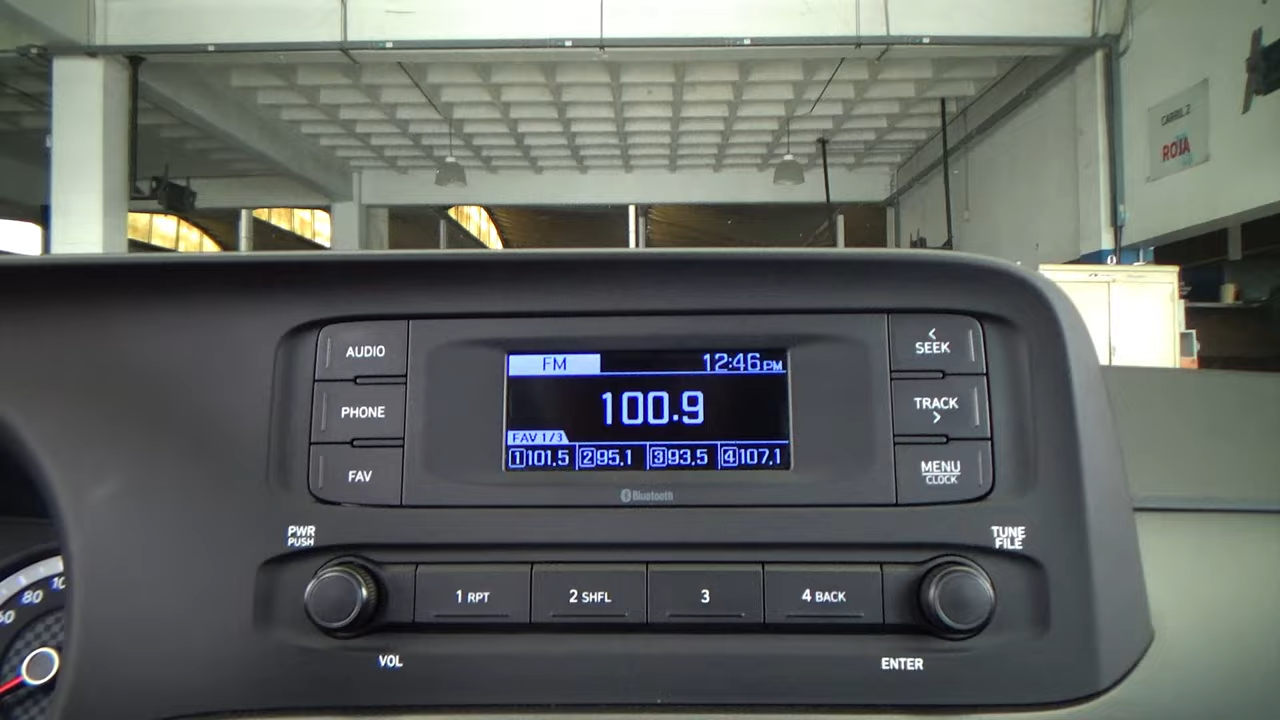 CARRIL 2
ROJA
AUDIO
PHONE
FAV
FM 12:46PM
100.9
FAV 1/3
1 101.5 2 95.1 3 93.5 4 107.1
Bluetooth
< SEEK
TRACK >
MENU
CLOCK
PWR
PUSH
VOL
1 RPT
2 SHFL
3
4 BACK
TUNE
FILE
ENTER
80